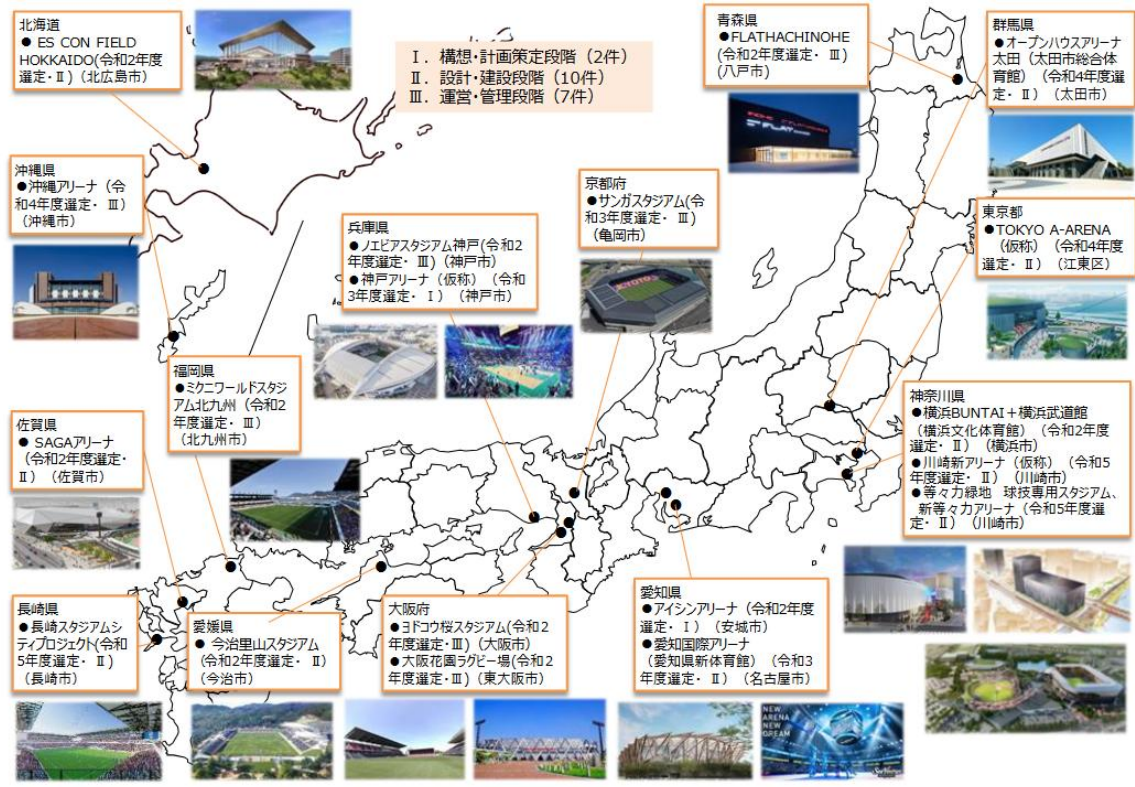 北海道
● ES CON FIELD
HOKKAIDO(令和2年度
選定・Ⅱ)（北広島市）
Ⅰ．構想・計画策定段階（2件）
Ⅱ．設計・建設段階（10件）
Ⅲ．運営・管理段階（7件）
青森県
●FLATHACHINOHE
(令和2年度選定・ Ⅲ)
(八戸市)
群馬県
●オープンハウスアリーナ
太田（太田市総合体
育館）（令和4年度選
定・Ⅱ）（太田市）
沖縄県
●沖縄アリーナ（令
和4年度選定・ Ⅲ）
（沖縄市）
兵庫県
●ノエビアスタジアム神戸(令和2
年度選定・ Ⅲ)（神戸市）
●神戸アリーナ（仮称）（令和
3年度選定・ Ⅰ）（神戸市）
京都府
●サンガスタジアム(令
和3年度選定・ Ⅲ)
（亀岡市）
東京都
●TOKYO A-ARENA
（仮称）（令和4年度
選定・Ⅱ）（江東区）
福岡県
●ミクニワールドスタジ
アム北九州（令和2
年度選定・ Ⅲ）
（北九州市）
佐賀県
● SAGAアリーナ
（令和2年度選定・
Ⅱ）（佐賀市）
神奈川県
●横浜BUNTAI＋横浜武道館
（横浜文化体育館）（令和2年度
選定・ Ⅱ）（横浜市）
●川崎新アリーナ（仮称）（令和5
年度選定・ Ⅱ）（川崎市）
●等々力緑地　球技専用スタジアム、
新等々力アリーナ（令和5年度選
定・ Ⅱ）（川崎市）
長崎県
●長崎スタジアムシ
ティプロジェクト(令和
5年度選定・ Ⅱ)
（長崎市）
愛媛県
● 今治里山スタジアム
（令和2年度選定・ Ⅱ）
（今治市）
大阪府
●ヨドコウ桜スタジアム(令和2
年度選定・Ⅲ)（大阪市）
●大阪花園ラグビー場(令和2
年度選定・Ⅲ)（東大阪市）
愛知県
●アイシンアリーナ（令和2年度
選定・ Ⅰ）（安城市）
●愛知国際アリーナ
（愛知県新体育館）（令和3
年度選定・ Ⅱ）（名古屋市）
NEW
ARENA
NEW
DREAM